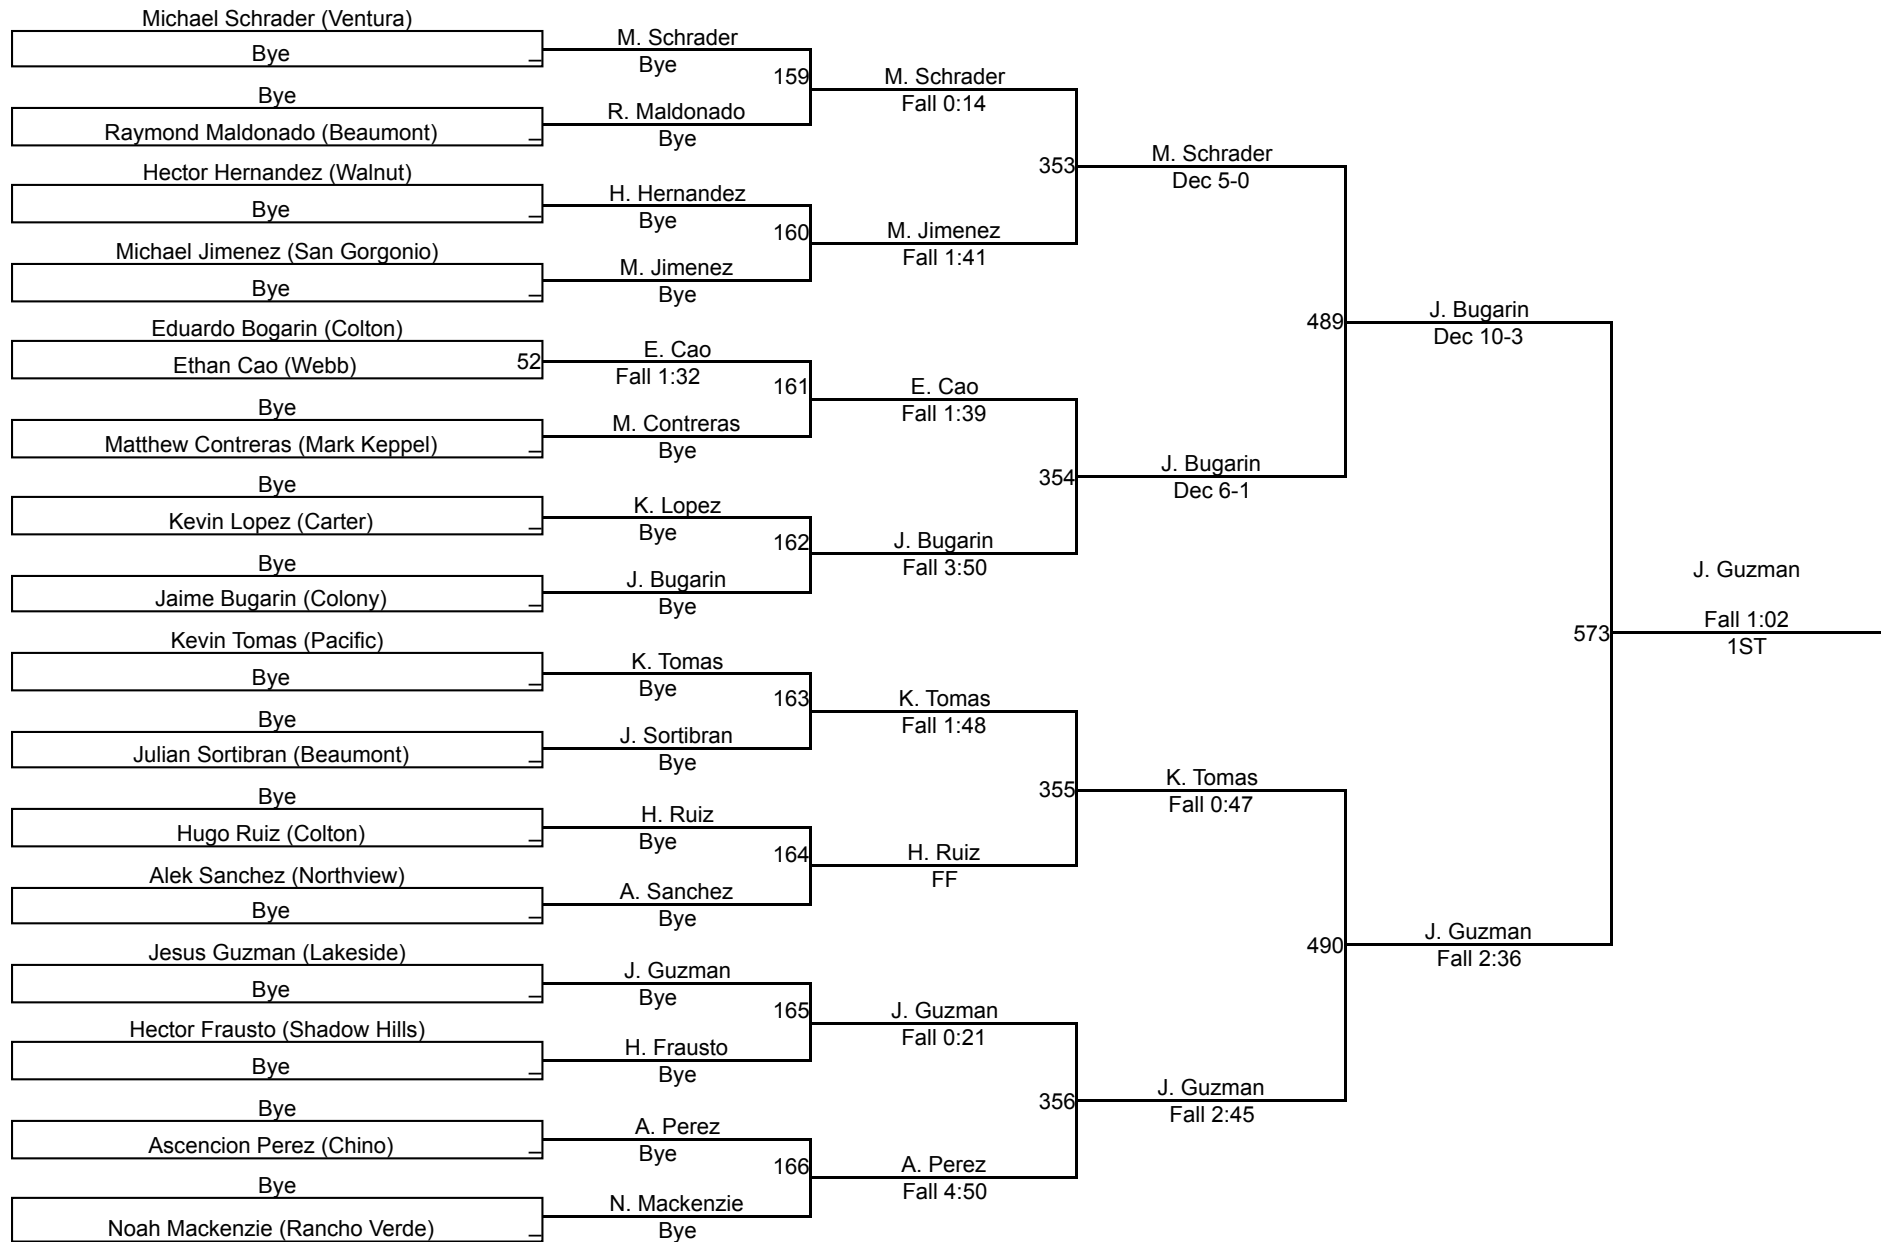 Michael Schrader (Ventura)
Bye
Bye
Raymond Maldonado (Beaumont)
Hector Hernandez (Walnut)
Bye
Michael Jimenez (San Gorgonio)
Bye
Eduardo Bogarin (Colton)
Ethan Cao (Webb)
52
Bye
Matthew Contreras (Mark Keppel)
Bye
Kevin Lopez (Carter)
Bye
Jaime Bugarin (Colony)
Kevin Tomas (Pacific)
Bye
Bye
Julian Sortibran (Beaumont)
Bye
Hugo Ruiz (Colton)
Alek Sanchez (Northview)
Bye
Jesus Guzman (Lakeside)
Bye
Hector Frausto (Shadow Hills)
Bye
Bye
Ascencion Perez (Chino)
Bye
Noah Mackenzie (Rancho Verde)
M. Schrader
Bye
159
R. Maldonado
Bye
H. Hernandez
Bye
160
M. Jimenez
Bye
E. Cao
Fall 1:32
161
M. Contreras
Bye
K. Lopez
Bye
162
J. Bugarin
Bye
K. Tomas
Bye
163
J. Sortibran
Bye
H. Ruiz
Bye
164
A. Sanchez
Bye
J. Guzman
Bye
165
H. Frausto
Bye
A. Perez
Bye
166
N. Mackenzie
Bye
M. Schrader
Fall 0:14
353
M. Jimenez
Fall 1:41
E. Cao
Fall 1:39
354
J. Bugarin
Fall 3:50
K. Tomas
Fall 1:48
355
H. Ruiz
FF
J. Guzman
Fall 0:21
356
A. Perez
Fall 4:50
M. Schrader
Dec 5-0
489
J. Bugarin
Dec 6-1
K. Tomas
Fall 0:47
490
J. Guzman
Fall 2:45
J. Bugarin
Dec 10-3
573
J. Guzman
Fall 2:36
J. Guzman
Fall 1:02
1ST